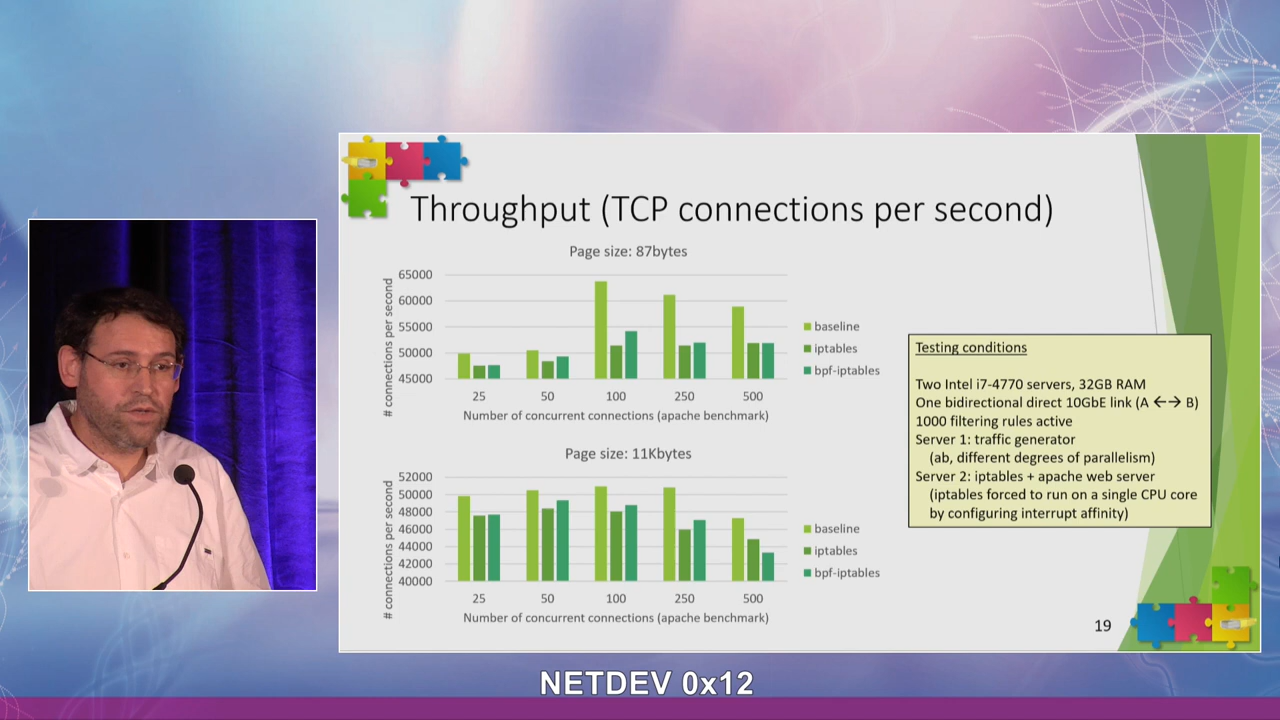 Throughput (TCP connections per second)
Page size: 87bytes
# connections per second
65000
60000
55000
50000
45000
25 50 100 250 500
Number of concurrent connections (apache benchmark)
baseline
iptables
bpf-iptables
Page size: 11Kbytes
# connections per second
52000
50000
48000
46000
44000
42000
40000
25 50 100 250 500
Number of concurrent connections (apache benchmark)
baseline
iptables
bpf-iptables
Testing conditions
Two Intel i7-4770 servers, 32GB RAM
One bidirectional direct 10GbE link (A ←→ B)
1000 filtering rules active
Server 1: traffic generator
(ab, different degrees of parallelism)
Server 2: iptables + apache web server
(iptables forced to run on a single CPU core
by configuring interrupt affinity)
19
NETDEV 0x12